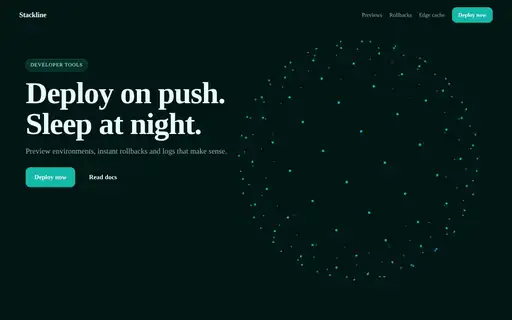 Stackline
Previews Rollbacks Edge cache Deploy now
DEVELOPER TOOLS
Deploy on push.
Sleep at night.
Preview environments, instant rollbacks and logs that make sense.
Deploy now Read docs